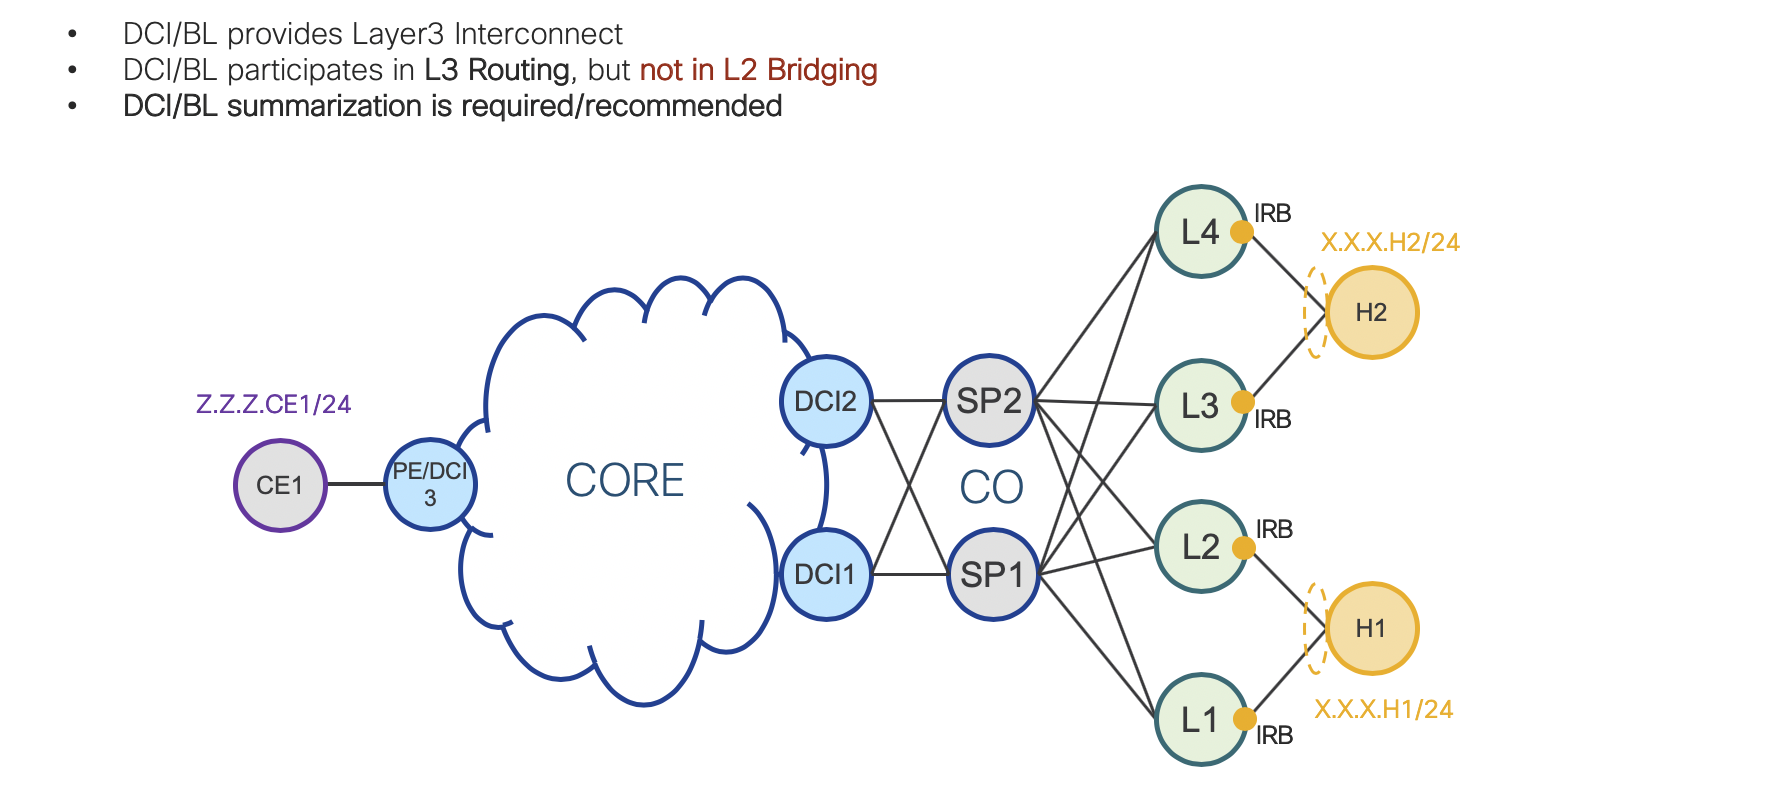 • DCI/BL provides Layer3 Interconnect
• DCI/BL participates in L3 Routing, but not in L2 Bridging
• DCI/BL summarization is required/recommended
L4
IRB
X.X.X.H2/24
H2
DCI2
SP2
L3
IRB
Z.Z.Z.CE1/24
CE1
PE/DCI
3
CORE
CO
L2
IRB
DCI1
SP1
H1
L1
IRB
X.X.X.H1/24